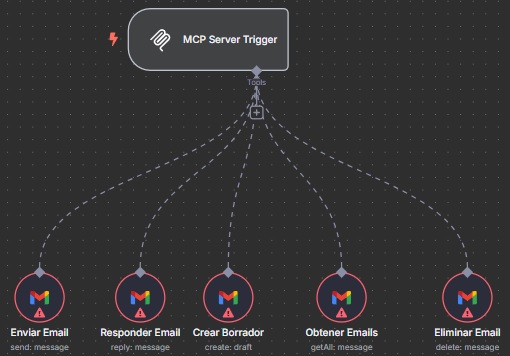 MCP Server Trigger
Tools
Enviar Email
send: message
Responder Email
reply: message
Crear Borrador
create: draft
Obtener Emails
getAll: message
Eliminar Email
delete: message